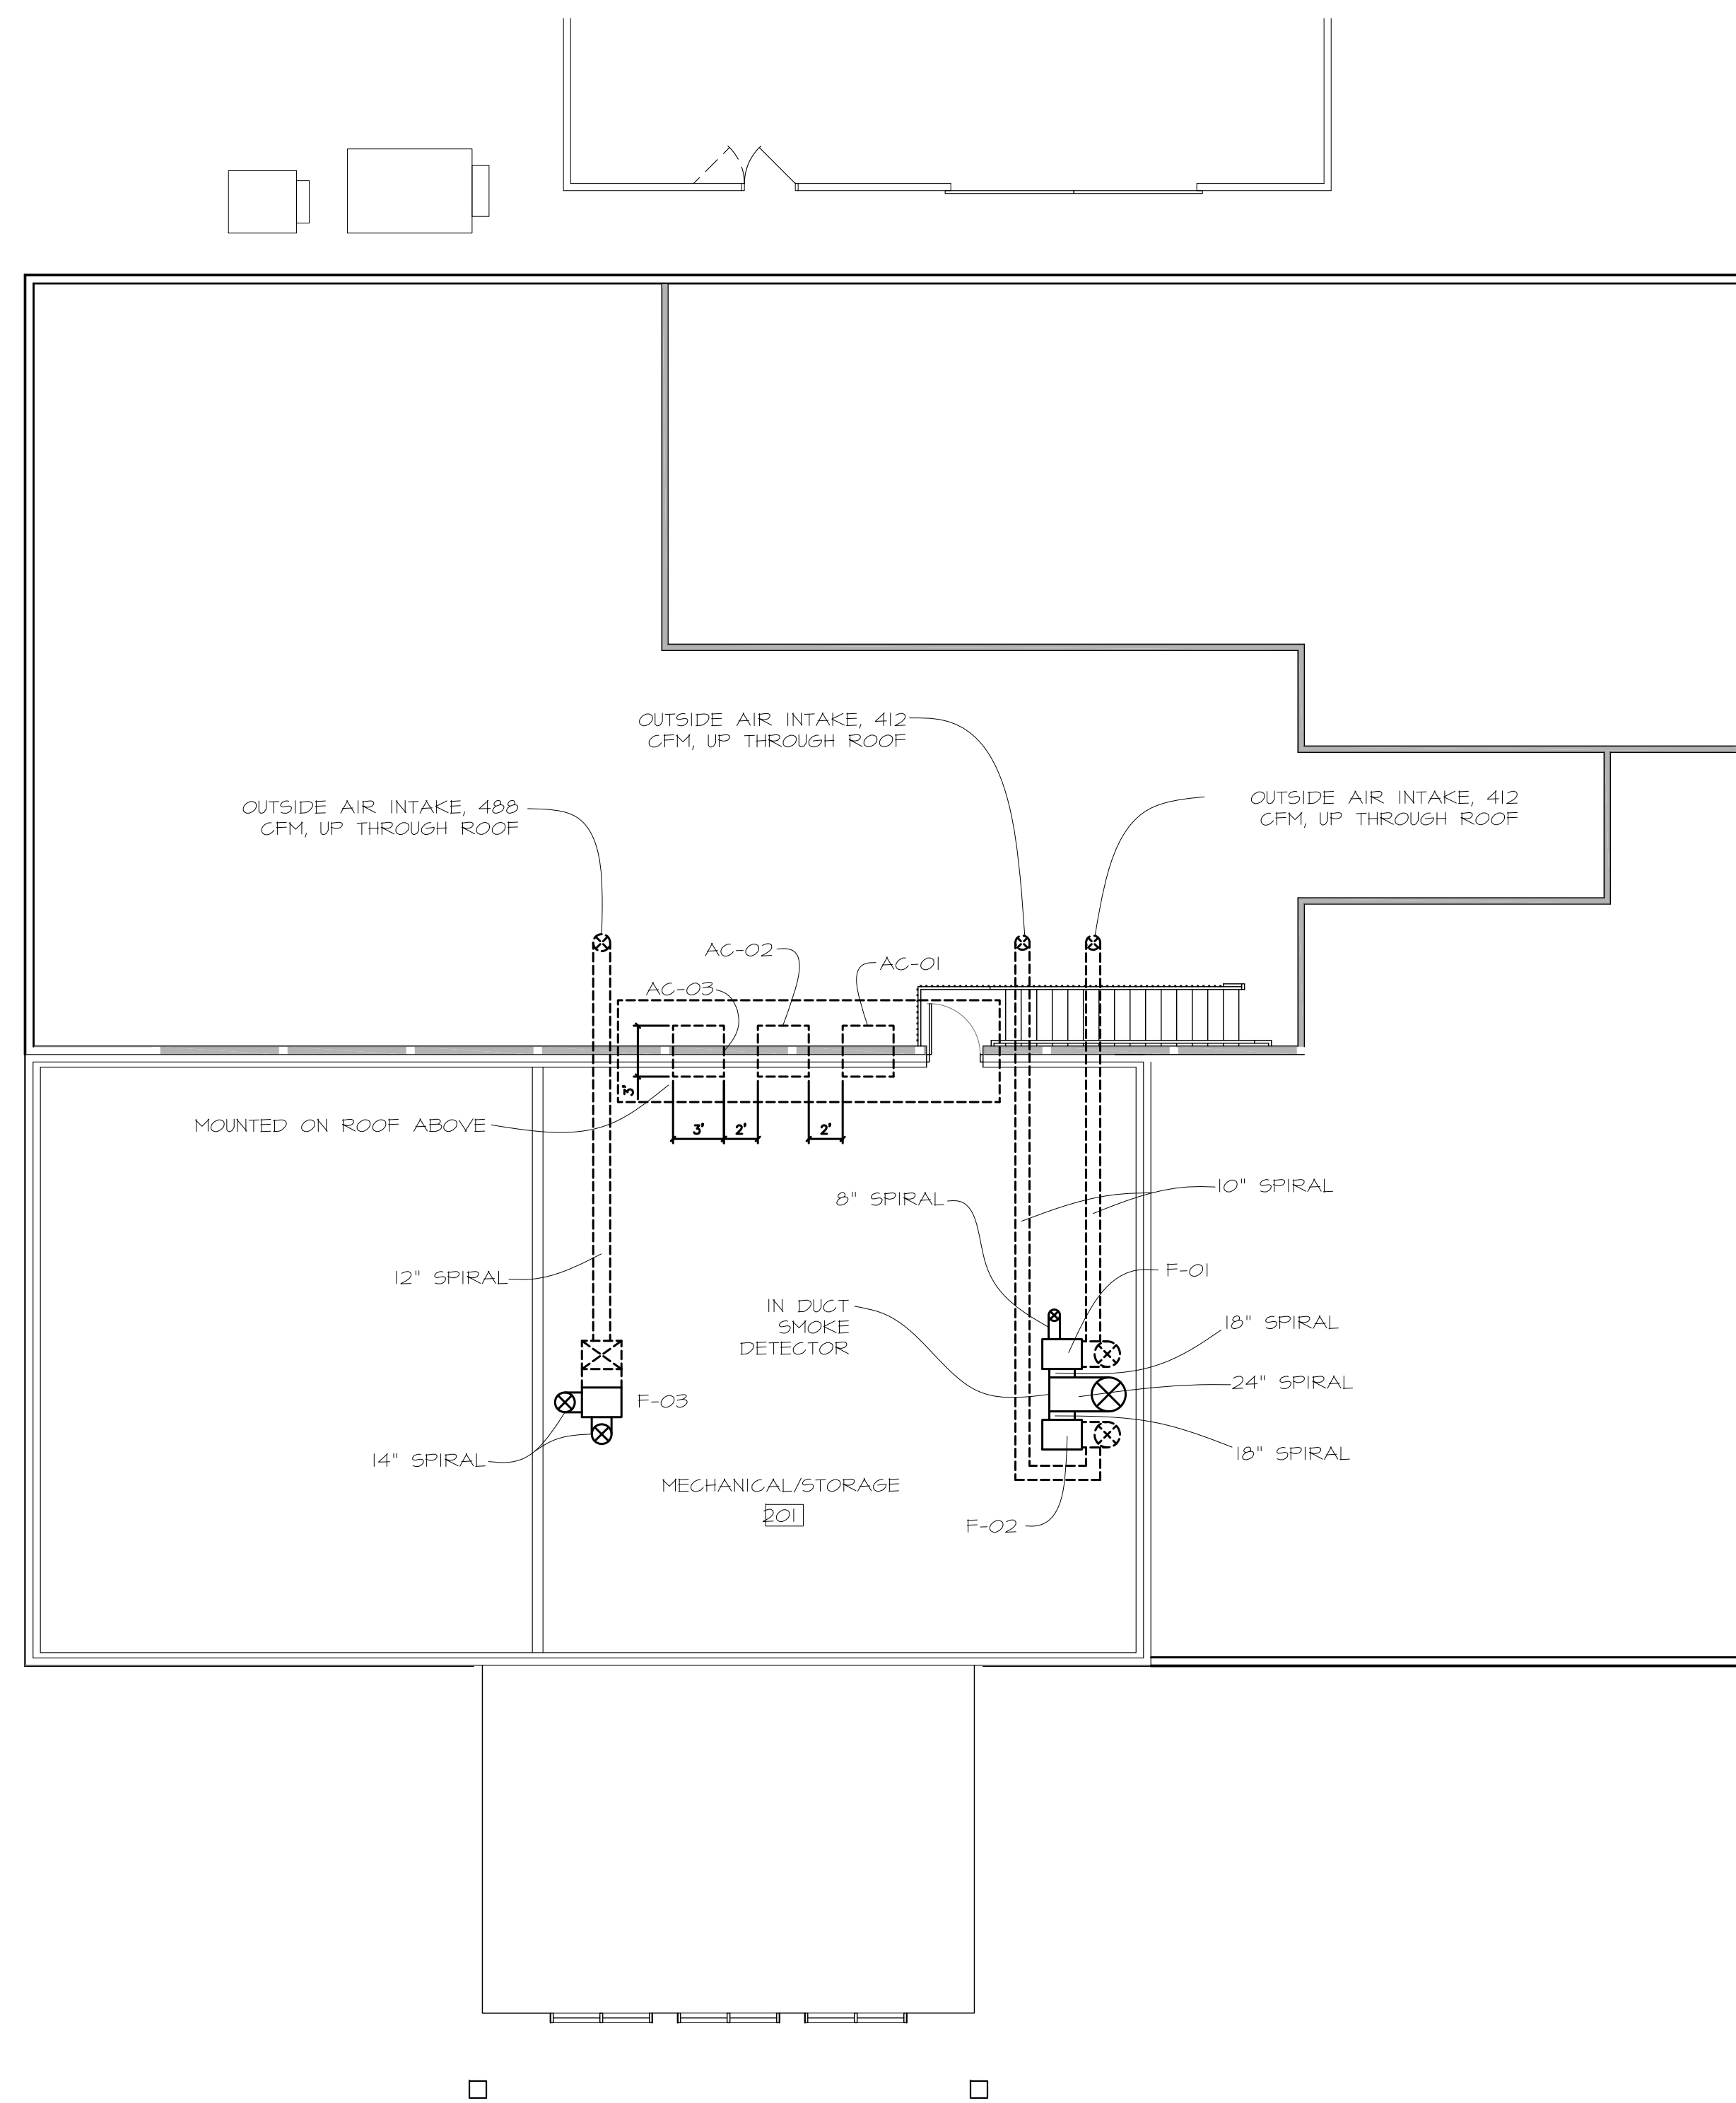 OUTSIDE AIR INTAKE, 412
CFM, UP THROUGH ROOF
OUTSIDE AIR INTAKE, 488
CFM, UP THROUGH ROOF
OUTSIDE AIR INTAKE, 412
CFM, UP THROUGH ROOF
AC-02
AC-01
AC-03
3'
MOUNTED ON ROOF ABOVE
3'
2'
2'
8" SPIRAL
10" SPIRAL
12" SPIRAL
F-01
IN DUCT
SMOKE
DETECTOR
18" SPIRAL
24" SPIRAL
F-03
14" SPIRAL
18" SPIRAL
MECHANICAL/STORAGE
201
F-02